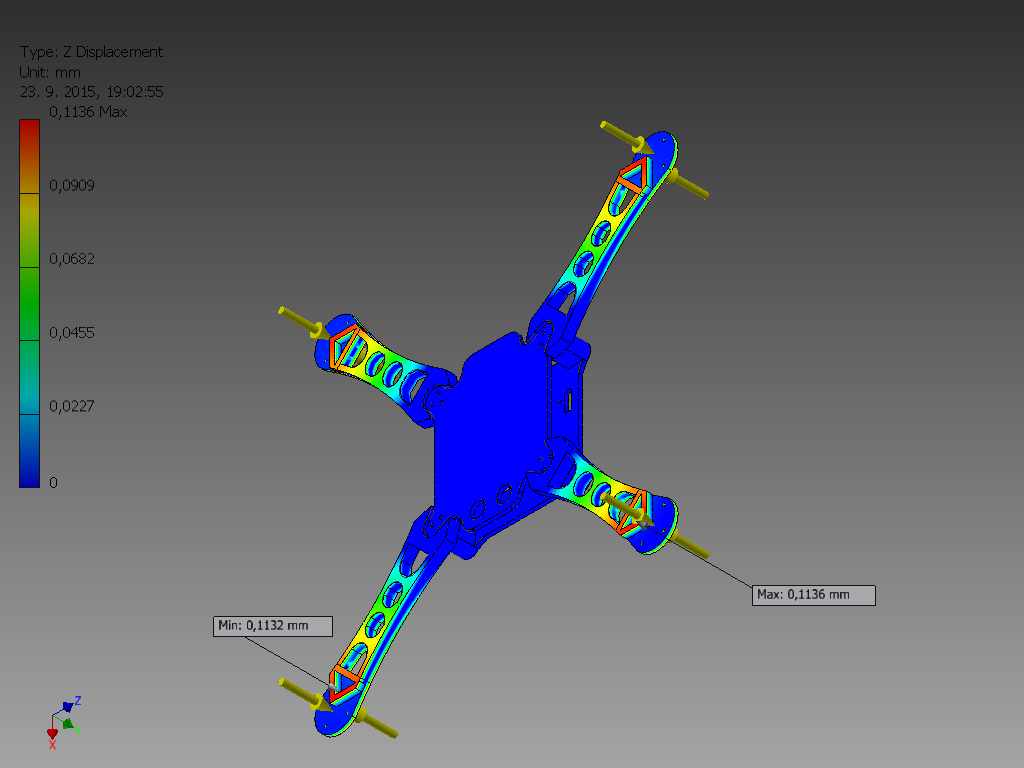 Type: Z Displacement
Unit: mm
23. 9. 2015, 19:02:55
0,1136 Max
0,0909
0,0682
0,0455
0,0227
0
Max: 0,1136 mm
Min: 0,1132 mm
Z
Y
X